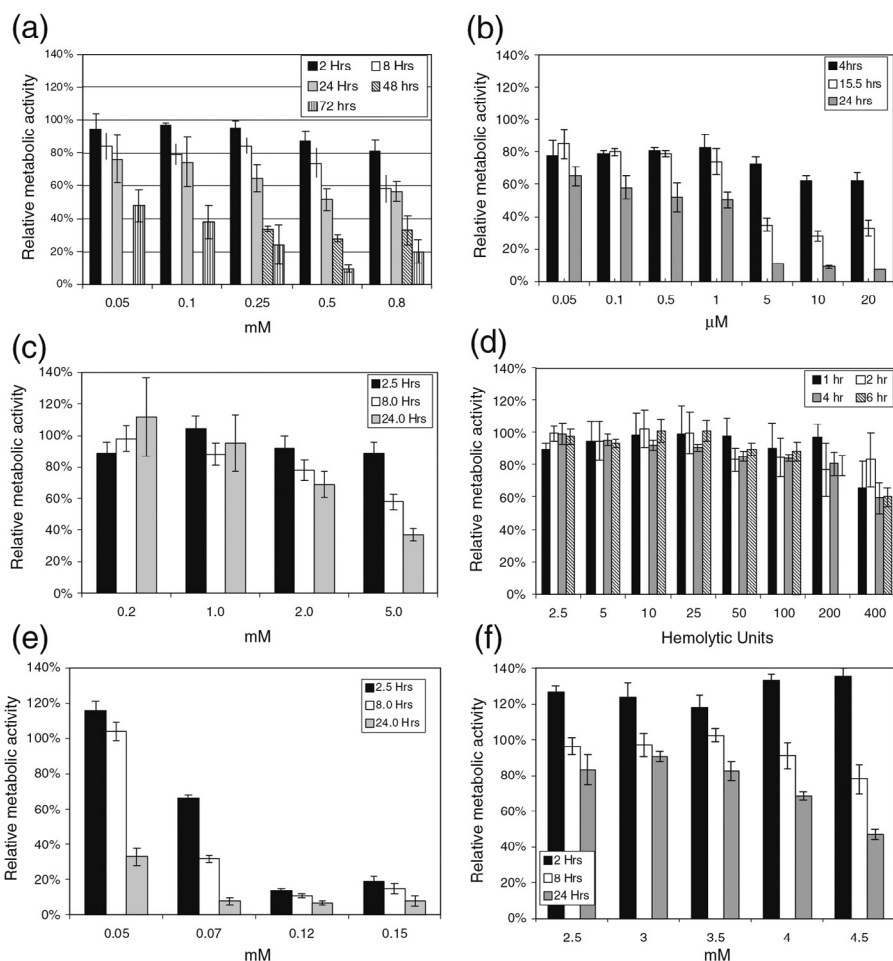 (a)
140%
120%
100%
80%
60%
40%
20%
0%
Relative metabolic activity
2 Hrs 8 Hrs
24 Hrs 48 hrs
72 hrs
0.05 0.1 0.25 0.5 0.8
mM
(b)
140%
120%
100%
80%
60%
40%
20%
0%
Relative metabolic activity
4hrs
15.5 hrs
24 hrs
0.05 0.1 0.5 1 5 10 20
µM
(c)
140%
120%
100%
80%
60%
40%
20%
0%
Relative metabolic activity
2.5 Hrs
8.0 Hrs
24.0 Hrs
0.2 1.0 2.0 5.0
mM
(d)
140%
120%
100%
80%
60%
40%
20%
0%
Relative metabolic activity
1 hr 2 hr
4 hr 6 hr
2.5 5 10 25 50 100 200 400
Hemolytic Units
(e)
140%
120%
100%
80%
60%
40%
20%
0%
Relative metabolic activity
2.5 Hrs
8.0 Hrs
24.0 Hrs
0.05 0.07 0.12 0.15
mM
(f)
140%
120%
100%
80%
60%
40%
20%
0%
Relative metabolic activity
2 Hrs
8 Hrs
24 Hrs
2.5 3 3.5 4 4.5
mM